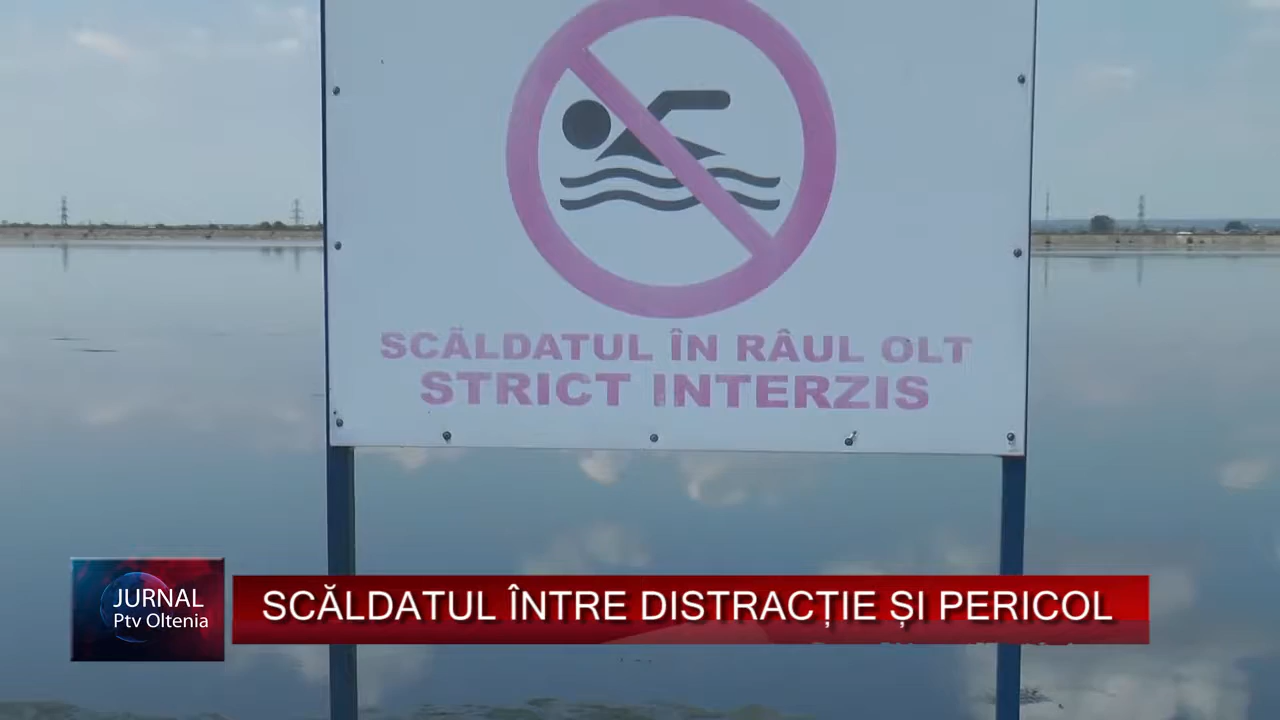 SCĂLDATUL ÎN RÂUL OLT
STRICT INTERZIS
JURNAL
Ptv Oltenia
SCĂLDATUL ÎNTRE DISTRACȚIE ȘI PERICOL